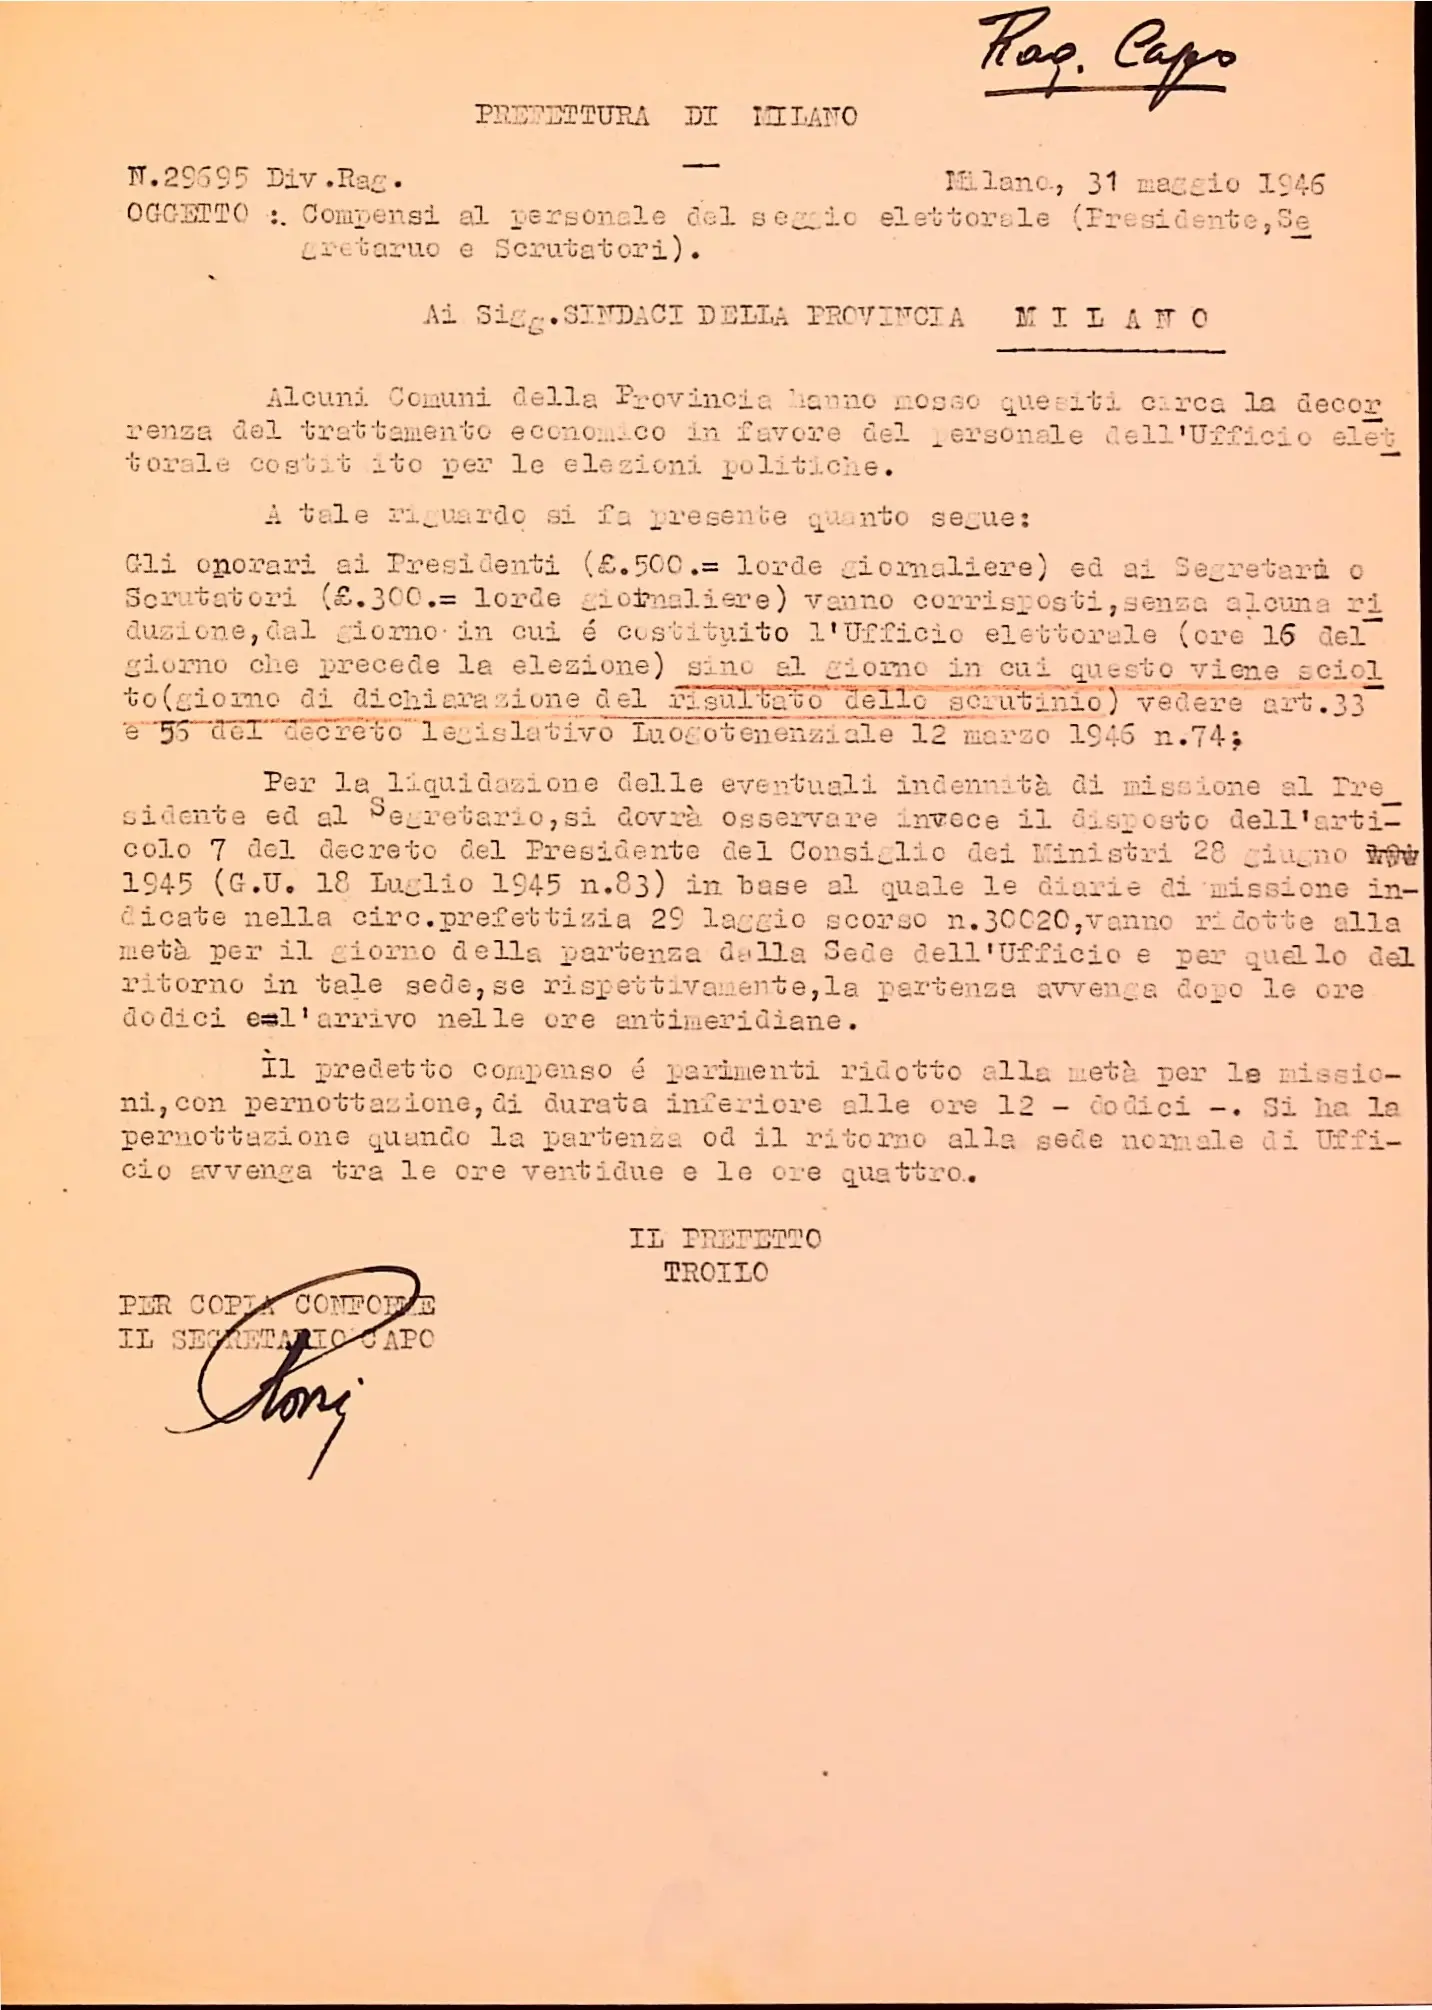 Rag. Capo
PREFETTURA DI MILANO
N.29695 Div.Rag.
Milano, 31 maggio 1946
OGGETTO :. Compensi al personale del seggio elettorale (Presidente,Se
gretaruo e Scrutatori).
Ai Sigg.SINDACI DELLA PROVINCIA M I L A N O
Alcuni Comuni della Provincia hanno mosso quesiti circa la decor
renza del trattamento economico in favore del personale dell'Ufficio elet
torale costit ito per le elezioni politiche.
A tale riguardo si fa presente quanto segue:
Gli onorari ai Presidenti (£.500.= lorde giornaliere) ed ai Segretari o
Scrutatori (£.300.= lorde giornaliere) vanno corrisposti,senza alcuna ri
duzione,dal giorno in cui é costituito l'Ufficio elettorale (ore 16 del
giorno che precede la elezione) sino al giorno in cui questo viene sciol
to(giorno di dichiarazione del risultato dello scrutinio) vedere art.33
e 56 del decreto legislativo Luogotenenziale 12 marzo 1946 n.74;
Per la liquidazione delle eventuali indennità di missione al Pre
sidente ed al Segretario,si dovrà osservare invece il disposto dell'arti-
colo 7 del decreto del Presidente del Consiglio dei Ministri 28 giugno
1945 (G.U. 18 Luglio 1945 n.83) in base al quale le diarie di missione in-
dicate nella circ.prefettizia 29 laggio scorso n.30020,vanno ridotte alla
metà per il giorno della partenza dalla Sede dell'Ufficio e per quello del
ritorno in tale sede,se rispettivamente,la partenza avvenga dopo le ore
dodici e l'arrivo nelle ore antimeridiane.
Il predetto compenso é parimenti ridotto alla metà per le missio-
ni,con pernottazione,di durata inferiore alle ore 12 - dodici -. Si ha la
pernottazione quando la partenza od il ritorno alla sede normale di Uffi-
cio avvenga tra le ore ventidue e le ore quattro.
IL PREFETTO
TROILO
PER COPIA CONFORME
IL SEGRETARIO CAPO